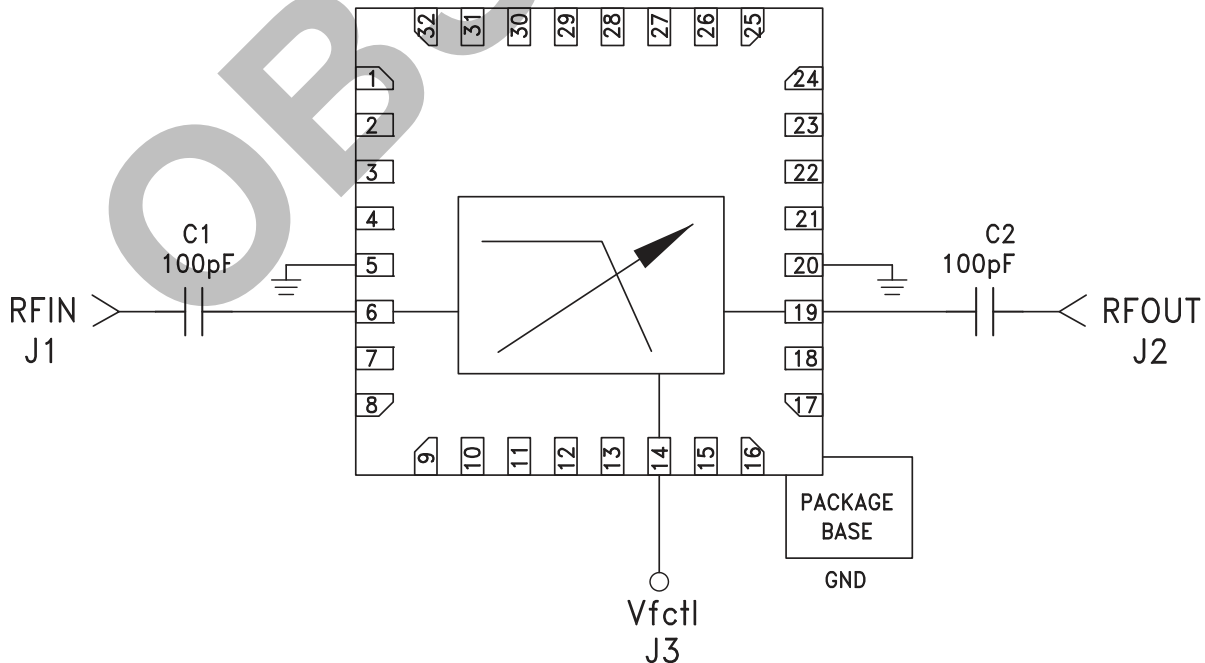 OBS
32 31 30 29 28 27 26 25
1
2
3
4
5
6
7
8
24
23
22
21
20
19
18
17
9 10 11 12 13 14 15 16
C1
100pF
RFIN
J1
C2
100pF
RFOUT
J2
PACKAGE
BASE
GND
Vfctl
J3